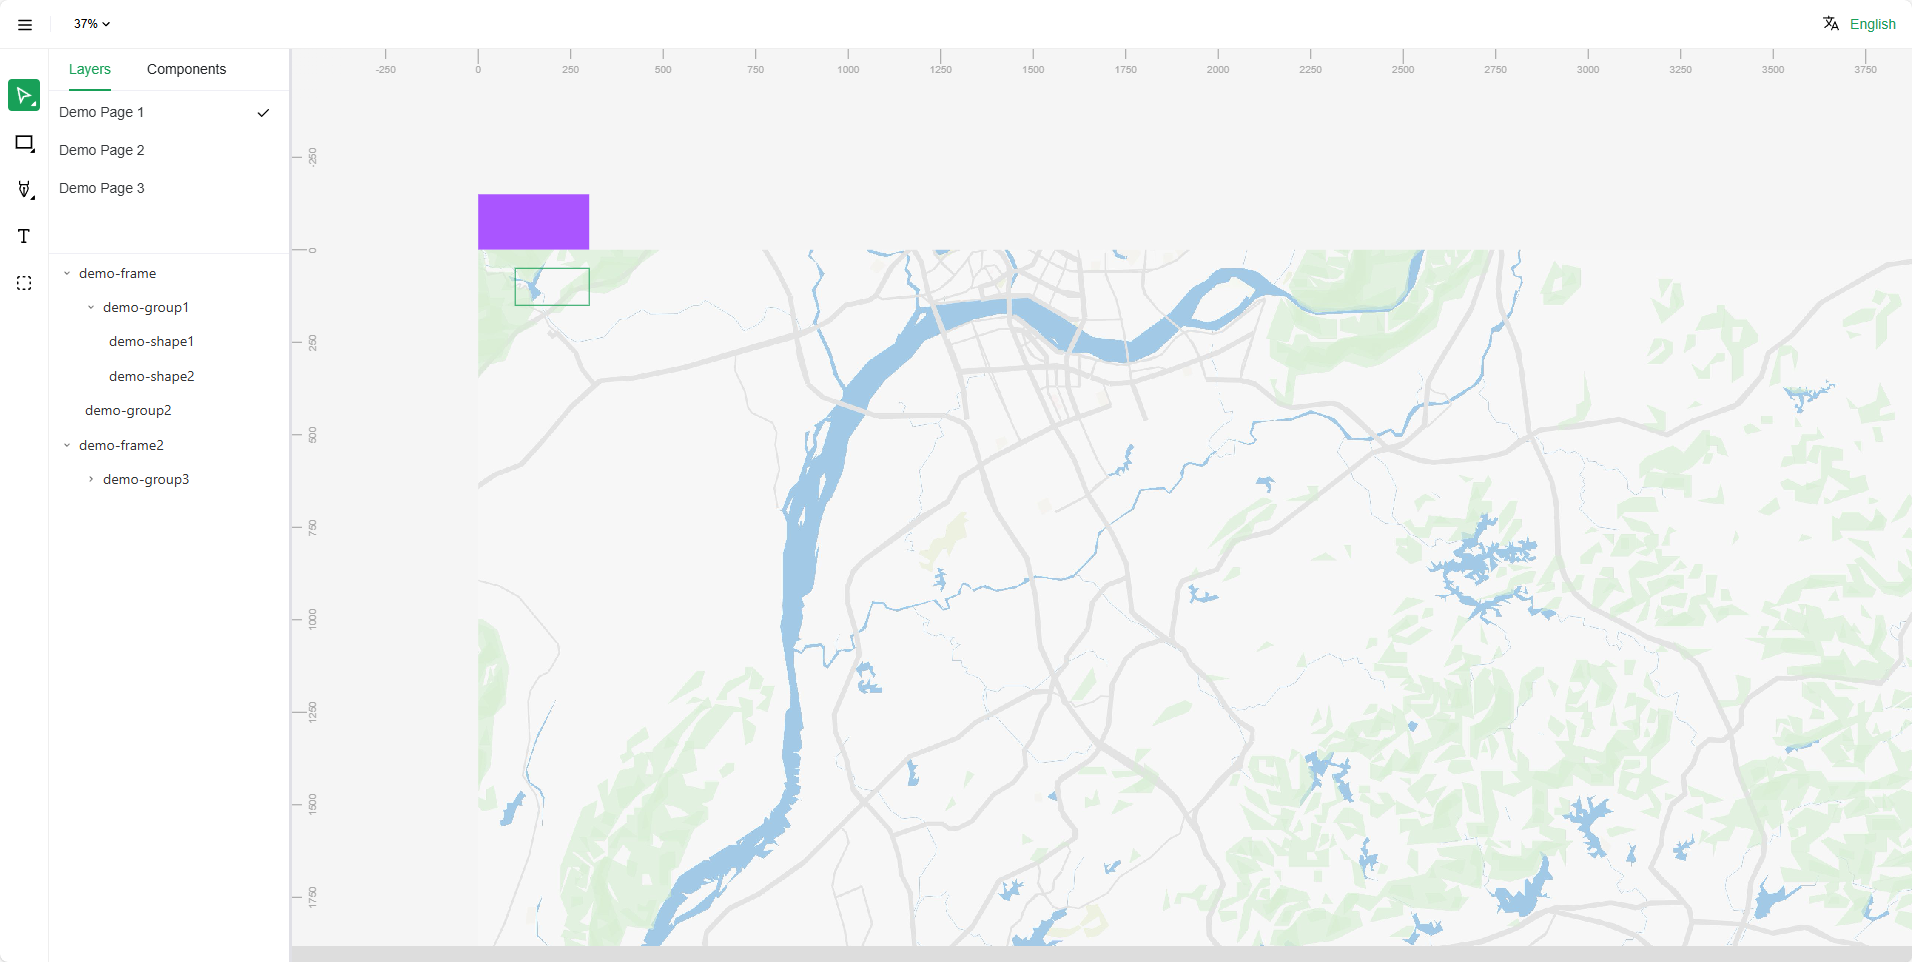 37%
English
Layers
Components
Demo Page 1
Demo Page 2
Demo Page 3
demo-frame
demo-group1
demo-shape1
demo-shape2
demo-group2
demo-frame2
demo-group3
-250
0
250
500
750
1000
1250
1500
1750
2000
2250
2500
2750
3000
3250
3500
3750
-250
0
250
500
750
1000
1250
1500
1750